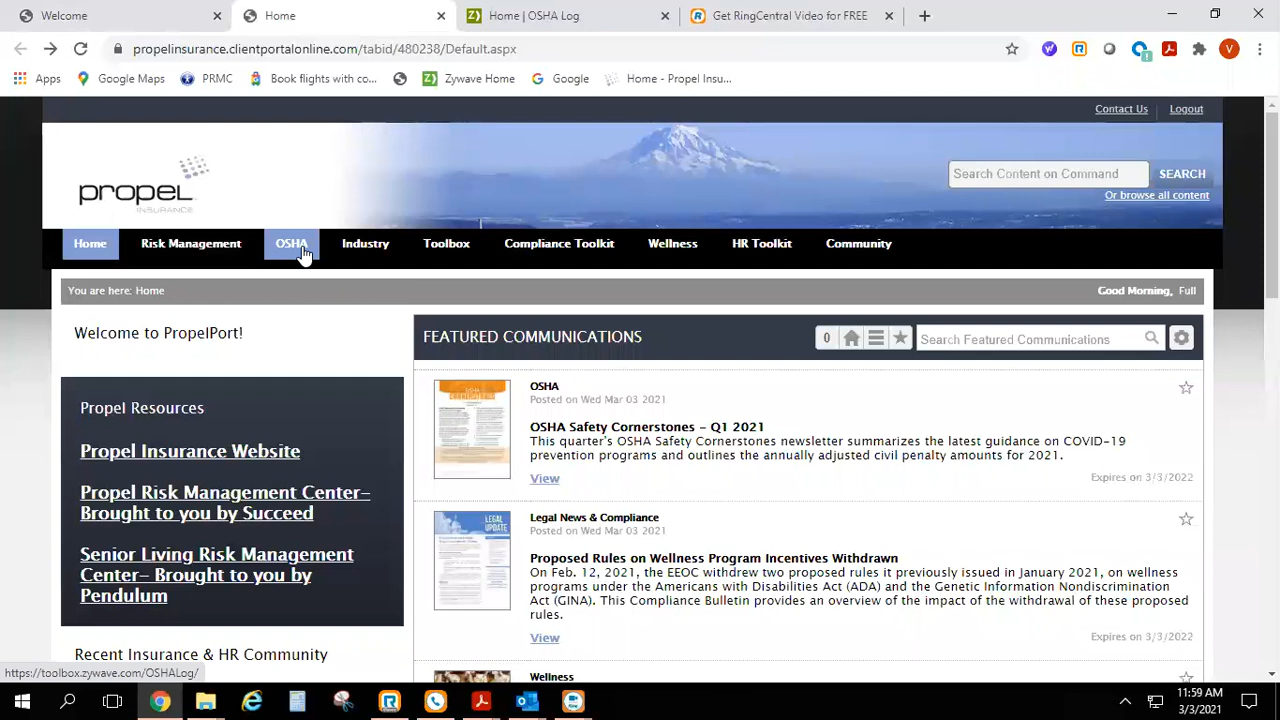 Welcome
Home
Home | OSHA Log
Get RingCentral Video for FREE
propelinsurance.clientportalonline.com/tabid/480238/Default.aspx
V
Apps
Google Maps
PRMC
Book flights with co...
Zywave Home
Google
Home - Propel Insu...
Contact Us
Logout
propel
INSURANCE
Search Content on Command
SEARCH
Or browse all content
Home
Risk Management
OSHA
Industry
Toolbox
Compliance Toolkit
Wellness
HR Toolkit
Community
You are here: Home
Good Morning, Full
Welcome to PropelPort!
Propel Resources
Propel Insurance Website
Propel Risk Management Center-
Brought to you by Succeed
Senior Living Risk Management
Center- Brought to you by
Pendulum
Recent Insurance & HR Community
FEATURED COMMUNICATIONS
0
Search Featured Communications
OSHA
Posted on Wed Mar 03 2021
OSHA Safety Cornerstones - Q1 2021
This quarter's OSHA Safety Cornerstones newsletter summarizes the latest guidance on COVID-19
prevention programs and outlines the annually adjusted civil penalty amounts for 2021.
View
Expires on 3/3/2022
LEGAL
UPDATE
Legal News & Compliance
Posted on Wed Mar 03 2021
Proposed Rules on Wellness Program Incentives Withdrawn
On Feb. 12, 2021, the EEOC withdrew two proposed rules it previously issued in January 2021, on wellness
programs under the Americans with Disabilities Act (ADA) and the Genetic Information Nondiscrimination
Act (GINA). This Compliance Bulletin provides an overview of the impact of the withdrawal of these proposed
rules.
View
Expires on 3/3/2022
Wellness
https://toolbox.zywave.com/OSHALog/
11:59 AM
3/3/2021